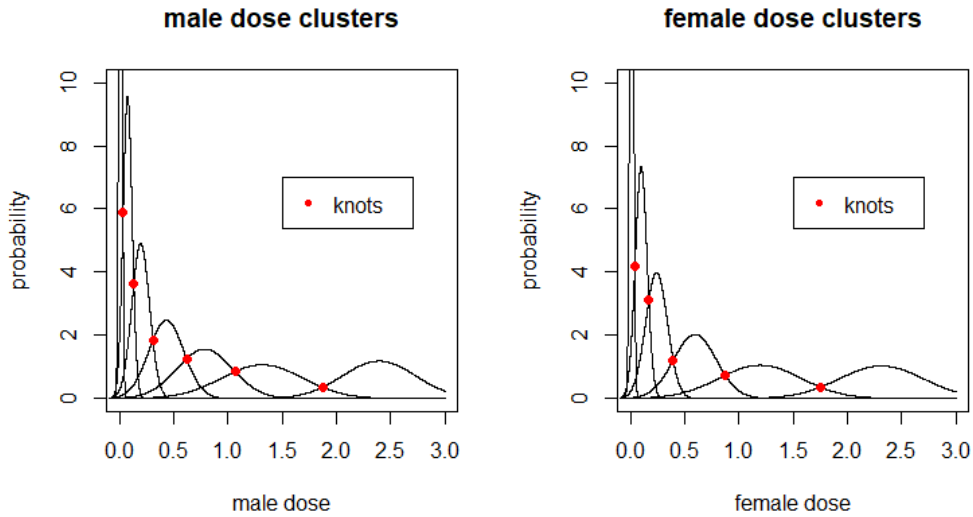 male dose clusters
probability
10
8
6
4
2
0
knots
0.0 0.5 1.0 1.5 2.0 2.5 3.0
male dose
female dose clusters
probability
10
8
6
4
2
0
knots
0.0 0.5 1.0 1.5 2.0 2.5 3.0
female dose